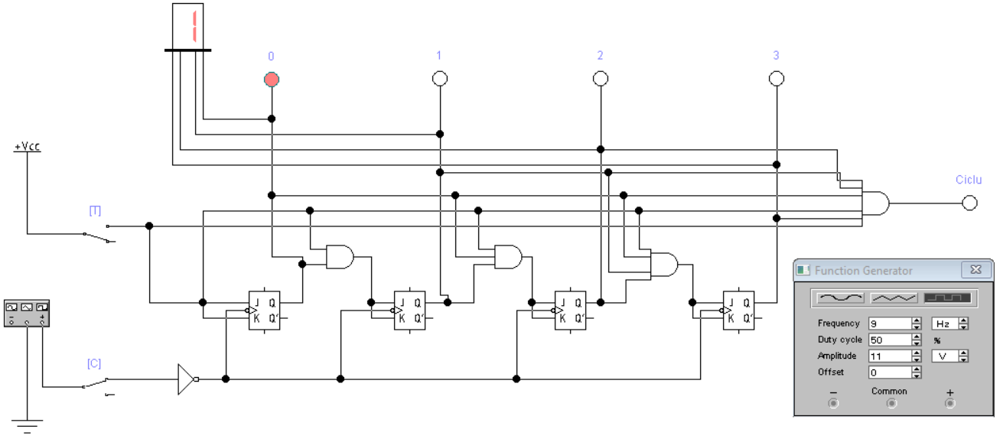 0
1
2
3
+Vcc
[T]
Ciclu
J Q
K Q'
J Q
K Q'
J Q
K Q'
J Q
K Q'
- +
[C]
Function Generator
Frequency 9 Hz
Duty cycle 50 %
Amplitude 11 V
Offset 0
- Common +